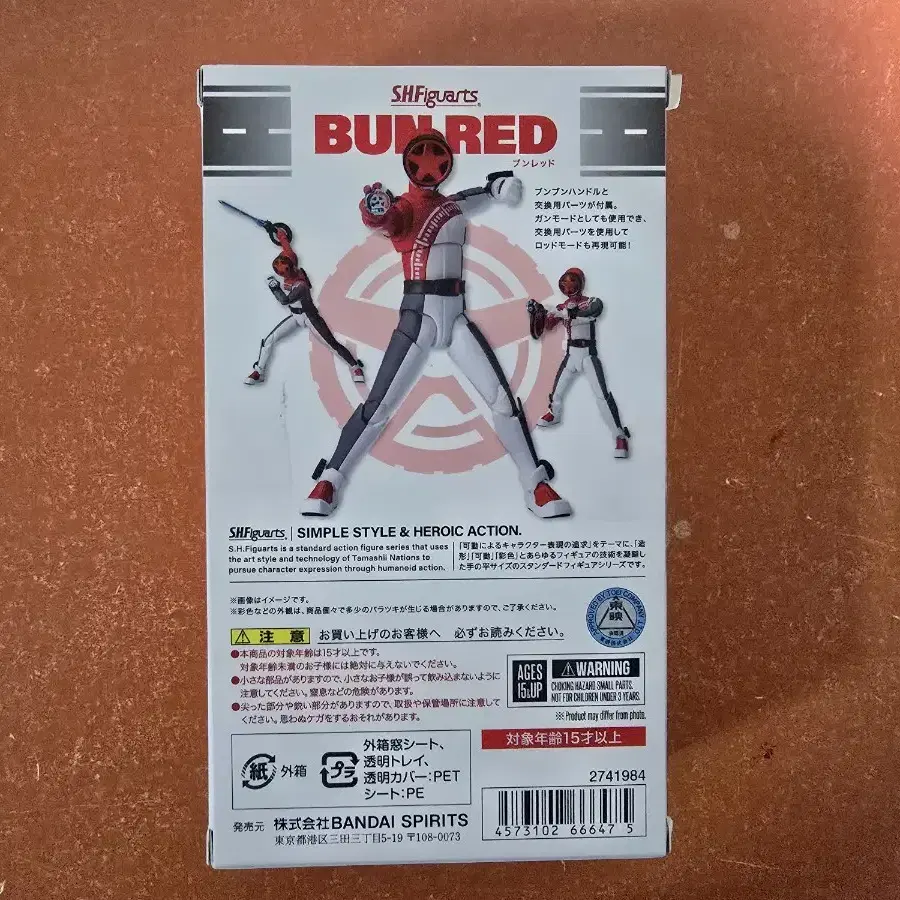 S.H.Figuarts
BUN RED
ブンレッド
ブンブンハンドルと
交換用パーツが付属。
ガンモードとしても使用でき、
交換用パーツを使用して
ロッドモードも再現可能!
S.H.Figuarts SIMPLE STYLE & HEROIC ACTION.
S.H.Figuarts is a standard action figure series that uses
the art style and technology of Tamashii Nations to
pursue character expression through humanoid action.
「可動によるキャラクター表現の追求」をテーマに、「造
形」「可動」「彩色」とあらゆるフィギュアの技術を凝縮し
た手の平サイズのスタンダードフィギュアシリーズです。
※画像はイメージです。
※彩色などの外観は、商品個々で多少のバラツキが生じる場合がありますので、ご了承ください。
APPROVED BY TOEI COMPANY, LTD.
東映
注意 お買い上げのお客様へ 必ずお読みください。
●本商品の対象年齢は15才以上です。
対象年齢未満のお子様には絶対に与えないでください。
●小さな部品がありますので、小さなお子様が誤って飲み込まないように
注意してください。窒息などの危険があります。
●尖った部分や鋭い部分がありますので、取扱や保管場所に注意して
ください。思わぬケガをするおそれがあります。
AGES
15&UP
WARNING
CHOKING HAZARD. SMALL PARTS.
NOT FOR CHILDREN UNDER 3 YEARS.
※Product may differ from photo.
対象年齢15才以上
紙 外箱
プラ 外箱窓シート、
透明トレイ、
透明カバー:PET
シート:PE
2741984
4573102 66647 5
発売元 株式会社BANDAI SPIRITS
東京都港区三田三丁目5-19 〒108-0073